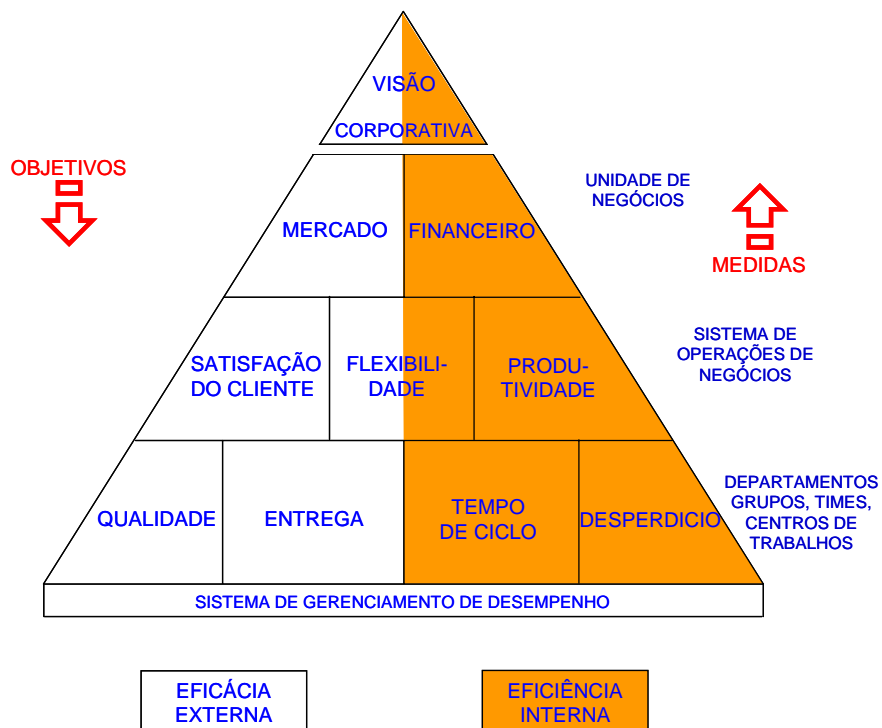 VISÃO
CORPORATIVA
OBJETIVOS
UNIDADE DE
NEGÓCIOS
MERCADO
FINANCEIRO
MEDIDAS
SATISFAÇÃO
DO CLIENTE
FLEXIBILI-
DADE
PRODU-
TIVIDADE
SISTEMA DE
OPERAÇÕES DE
NEGÓCIOS
QUALIDADE
ENTREGA
TEMPO
DE CICLO
DESPERDICIO
DEPARTAMENTOS
GRUPOS, TIMES,
CENTROS DE
TRABALHOS
SISTEMA DE GERENCIAMENTO DE DESEMPENHO
EFICÁCIA
EXTERNA
EFICIÊNCIA
INTERNA